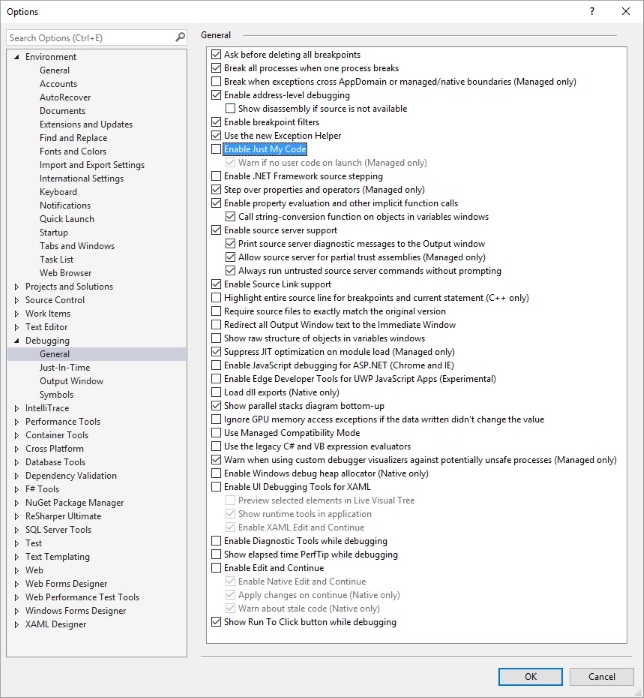 Options
Search Options (Ctrl+E)
Environment
General
Accounts
AutoRecover
Documents
Extensions and Updates
Find and Replace
Fonts and Colors
Import and Export Settings
International Settings
Keyboard
Notifications
Quick Launch
Startup
Tabs and Windows
Task List
Web Browser
Projects and Solutions
Source Control
Work Items
Text Editor
Debugging
General
Just-In-Time
Output Window
Symbols
IntelliTrace
Performance Tools
Container Tools
Cross Platform
Database Tools
Dependency Validation
F# Tools
NuGet Package Manager
ReSharper Ultimate
SQL Server Tools
Test
Text Templating
Web
Web Forms Designer
Web Performance Test Tools
Windows Forms Designer
XAML Designer
General
Ask before deleting all breakpoints
Break all processes when one process breaks
Break when exceptions cross AppDomain or managed/native boundaries (Managed only)
Enable address-level debugging
Show disassembly if source is not available
Enable breakpoint filters
Use the new Exception Helper
Enable Just My Code
Warn if no user code on launch (Managed only)
Enable .NET Framework source stepping
Step over properties and operators (Managed only)
Enable property evaluation and other implicit function calls
Call string-conversion function on objects in variables windows
Enable source server support
Print source server diagnostic messages to the Output window
Allow source server for partial trust assemblies (Managed only)
Always run untrusted source server commands without prompting
Enable Source Link support
Highlight entire source line for breakpoints and current statement (C++ only)
Require source files to exactly match the original version
Redirect all Output Window text to the Immediate Window
Show raw structure of objects in variables windows
Suppress JIT optimization on module load (Managed only)
Enable JavaScript debugging for ASP.NET (Chrome and IE)
Enable Edge Developer Tools for UWP JavaScript Apps (Experimental)
Load dll exports (Native only)
Show parallel stacks diagram bottom-up
Ignore GPU memory access exceptions if the data written didn't change the value
Use Managed Compatibility Mode
Use the legacy C# and VB expression evaluators
Warn when using custom debugger visualizers against potentially unsafe processes (Managed only)
Enable Windows debug heap allocator (Native only)
Enable UI Debugging Tools for XAML
Preview selected elements in Live Visual Tree
Show runtime tools in application
Enable XAML Edit and Continue
Enable Diagnostic Tools while debugging
Show elapsed time PerfTip while debugging
Enable Edit and Continue
Enable Native Edit and Continue
Apply changes on continue (Native only)
Warn about stale code (Native only)
Show Run To Click button while debugging
OK
Cancel